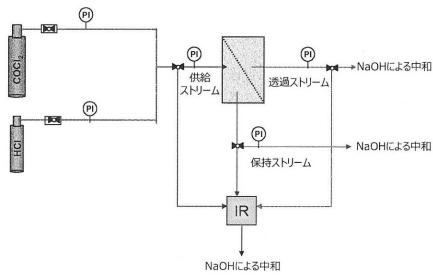 PI
COCl2
PI
供給
ストリーム
PI
透過ストリーム
NaOHによる中和
HCl
PI
PI
保持ストリーム
NaOHによる中和
IR
NaOHによる中和